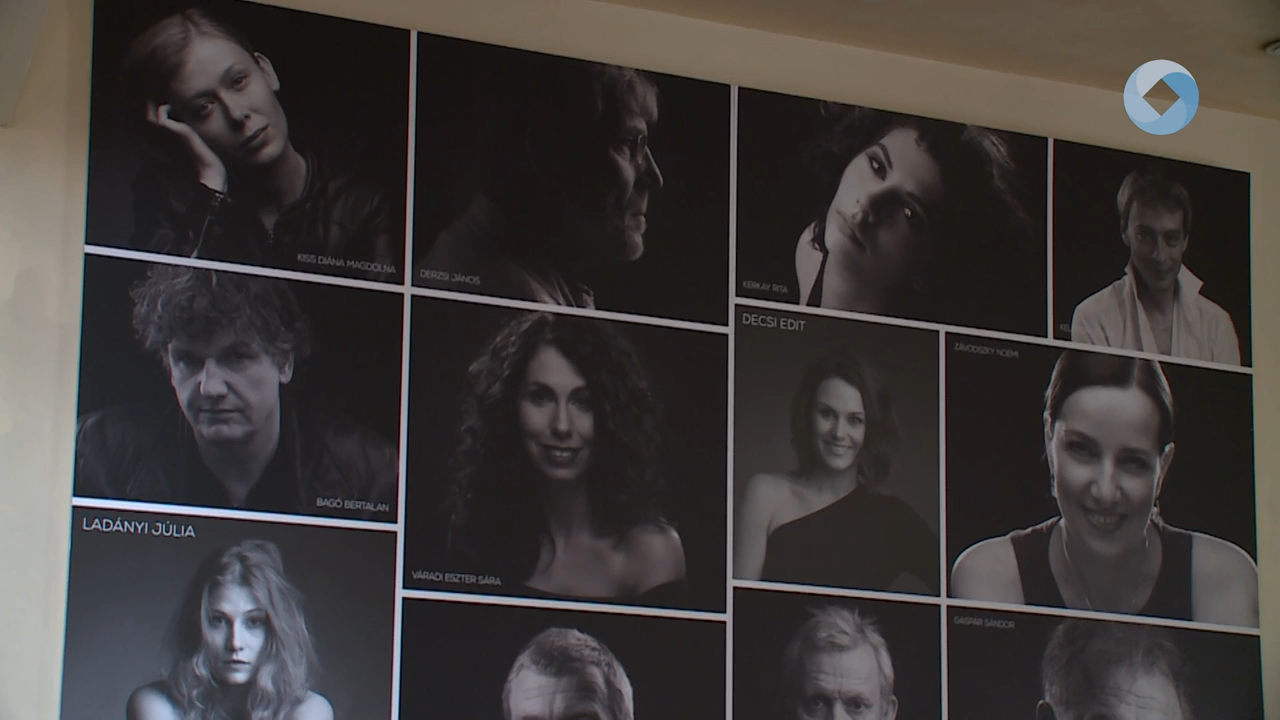 KISS DIÁNA MAGDOLNA
DERZSI JÁNOS
KERKAY RITA
BAGÓ BERTALAN
VÁRADI ESZTER SÁRA
DECSI EDIT
ZÁVODSZKY NOÉMI
LADÁNYI JÚLIA
GASPÁR SÁNDOR